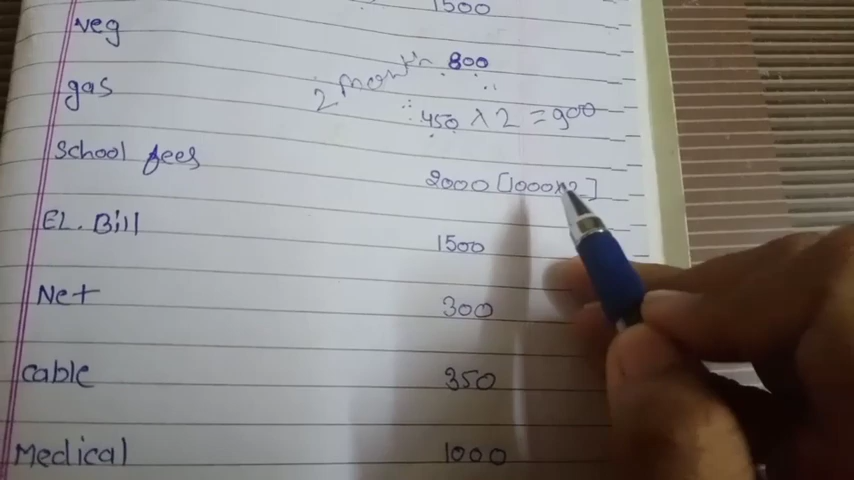 1500
veg 800
2 month
gas 450 x 2 = 900
School fees 2000 [1000x2]
EL. Bill 1500
Net 300
cable 350
Medical 1000